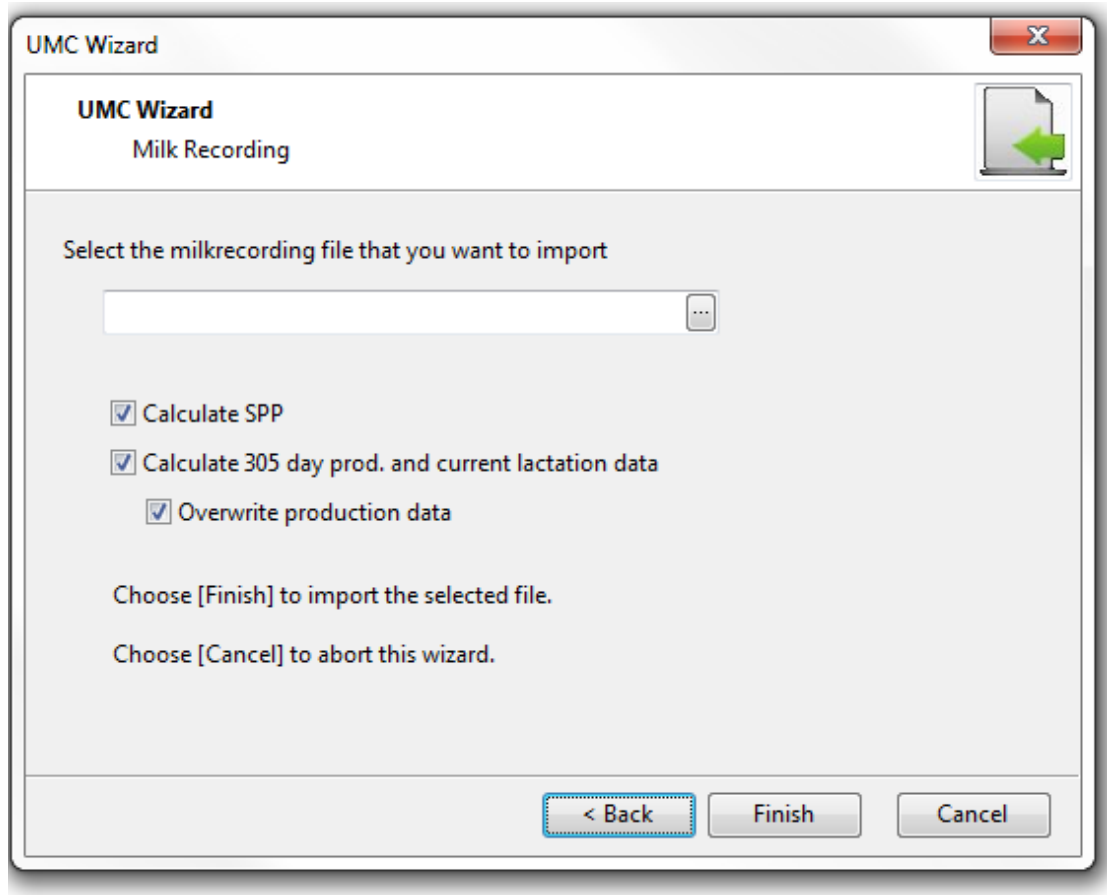 UMC Wizard
UMC Wizard
Milk Recording
Select the milkrecording file that you want to import
...
Calculate SPP
Calculate 305 day prod. and current lactation data
Overwrite production data
Choose [Finish] to import the selected file.
Choose [Cancel] to abort this wizard.
< Back Finish Cancel